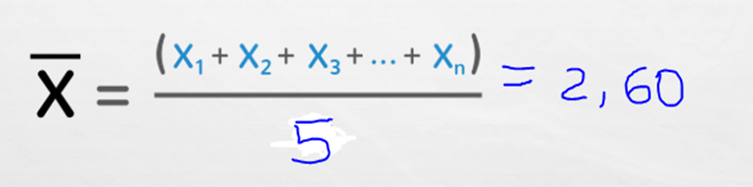 x̄ = (x₁ + x₂ + x₃ + ... + xₙ) / 5 = 2,60